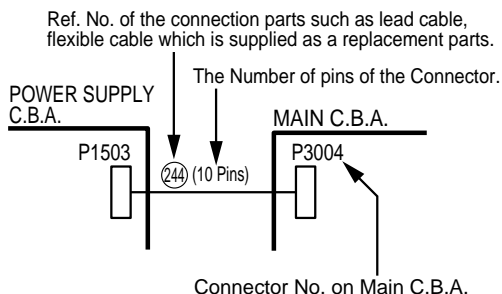 Ref. No. of the connection parts such as lead cable,
flexible cable which is supplied as a replacement parts.
The Number of pins of the Connector.
POWER SUPPLY
C.B.A.
MAIN C.B.A.
P1503
244 (10 Pins)
P3004
Connector No. on Main C.B.A.